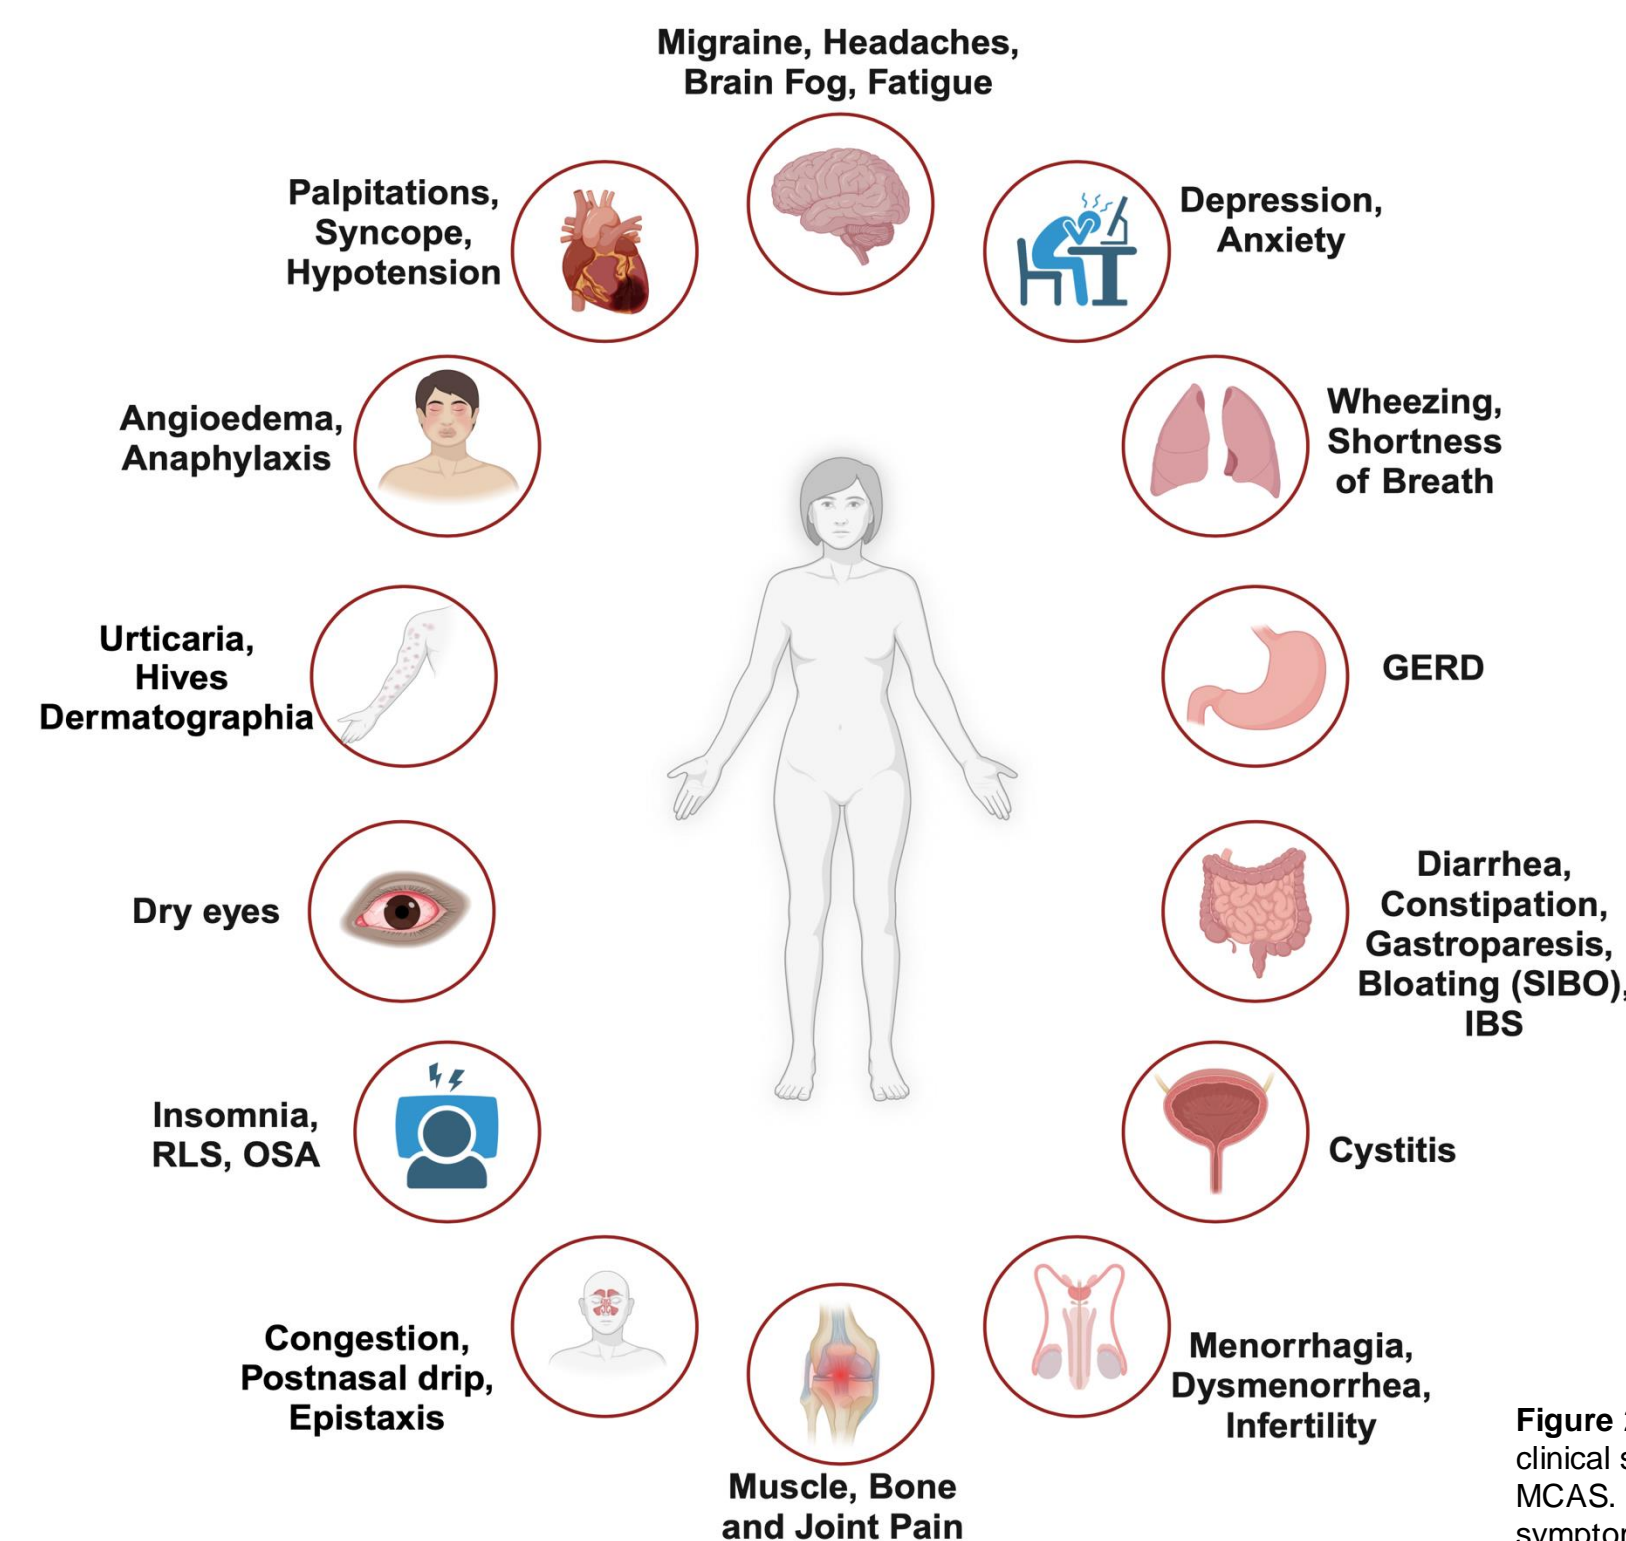 Migraine, Headaches,
Brain Fog, Fatigue
Palpitations,
Syncope,
Hypotension
Depression,
Anxiety
Angioedema,
Anaphylaxis
Wheezing,
Shortness
of Breath
Urticaria,
Hives
Dermatographia
GERD
Dry eyes
Diarrhea,
Constipation,
Gastroparesis,
Bloating (SIBO),
IBS
Insomnia,
RLS, OSA
Cystitis
Congestion,
Postnasal drip,
Epistaxis
Menorrhagia,
Dysmenorrhea,
Infertility
Muscle, Bone
and Joint Pain
Figure
clinical
MCAS.